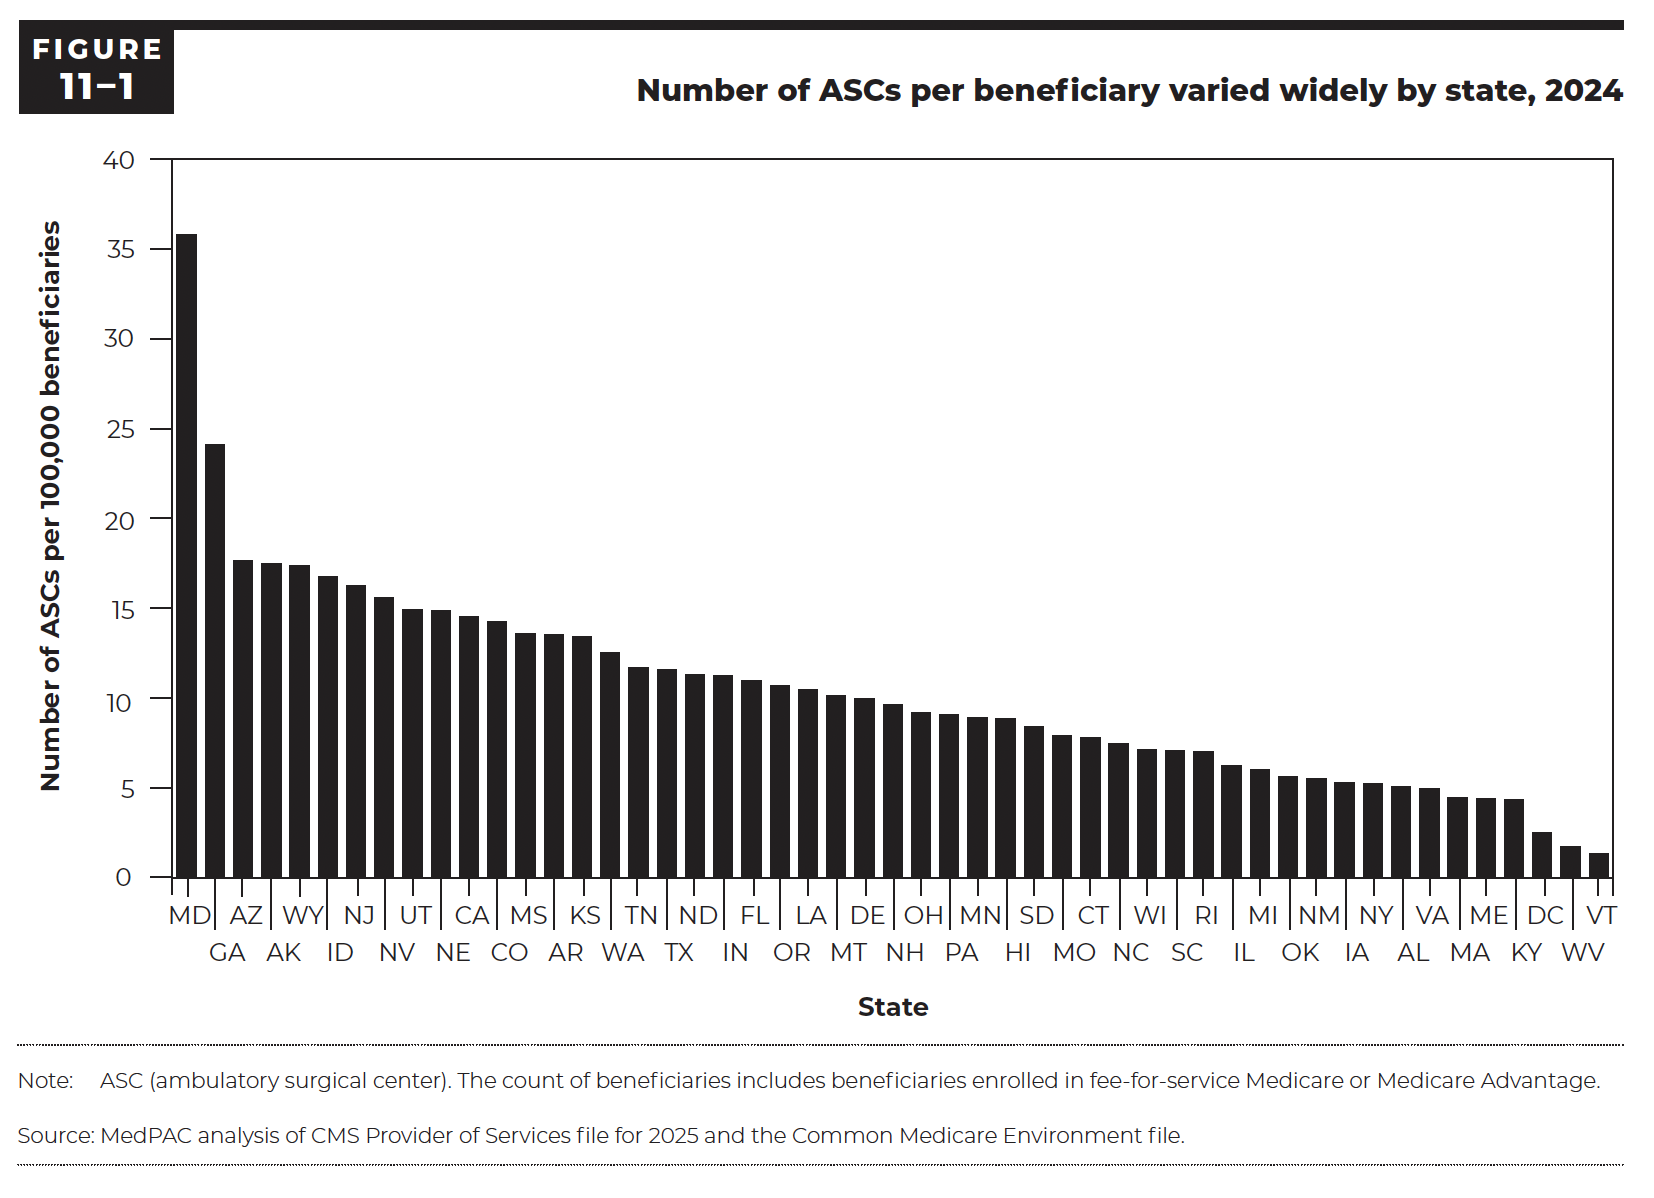 FIGURE
11–1
Number of ASCs per beneficiary varied widely by state, 2024
Number of ASCs per 100,000 beneficiaries
40
35
30
25
20
15
10
5
0
MD AZ WY NJ UT CA MS KS TN ND FL LA DE OH MN SD CT WI RI MI NM NY VA ME DC VT
GA AK ID NV NE CO AR WA TX IN OR MT NH PA HI MO NC SC IL OK IA AL MA KY WV
State
Note: ASC (ambulatory surgical center). The count of beneficiaries includes beneficiaries enrolled in fee-for-service Medicare or Medicare Advantage.
Source: MedPAC analysis of CMS Provider of Services file for 2025 and the Common Medicare Environment file.